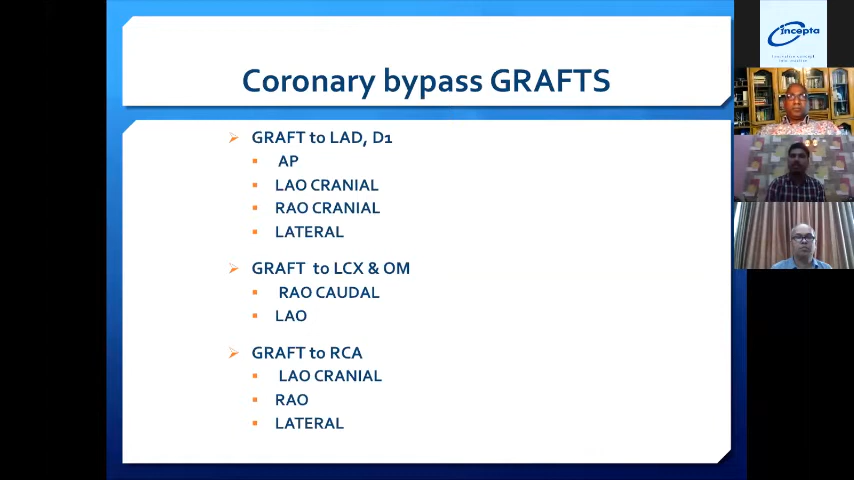 Coronary bypass GRAFTS
GRAFT to LAD, D1
AP
LAO CRANIAL
RAO CRANIAL
LATERAL
GRAFT to LCX & OM
RAO CAUDAL
LAO
GRAFT to RCA
LAO CRANIAL
RAO
LATERAL
incepta